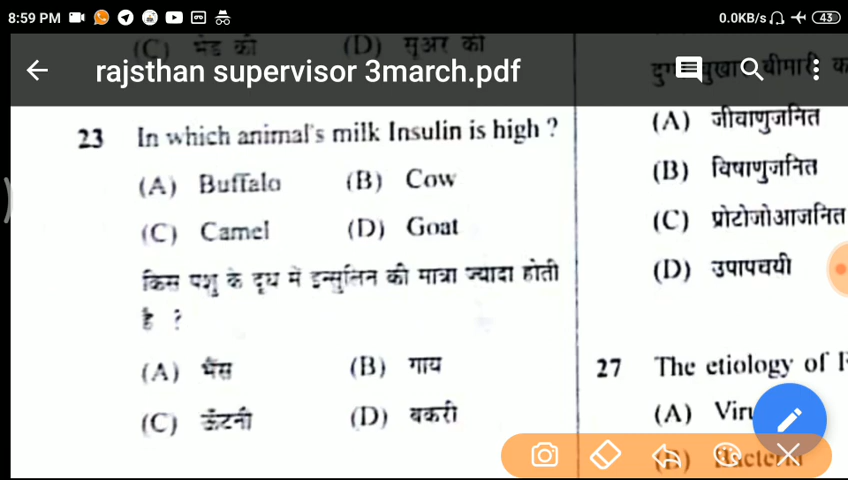 8:59 PM
0.0KB/s 43
(C) भेड़ की (D) सूअर की
rajsthan supervisor 3march.pdf
23 In which animal's milk Insulin is high ?
(A) Buffalo (B) Cow
(C) Camel (D) Goat
किस पशु के दूध में इन्सुलिन की मात्रा ज्यादा होती
है ?
(A) भैंस (B) गाय
(C) ऊँटनी (D) बकरी
(A) जीवाणुजनित
(B) विषाणुजनित
(C) प्रोटोजोआजनित
(D) उपापचयी
27 The etiology of
(A)
(B) Bacteria